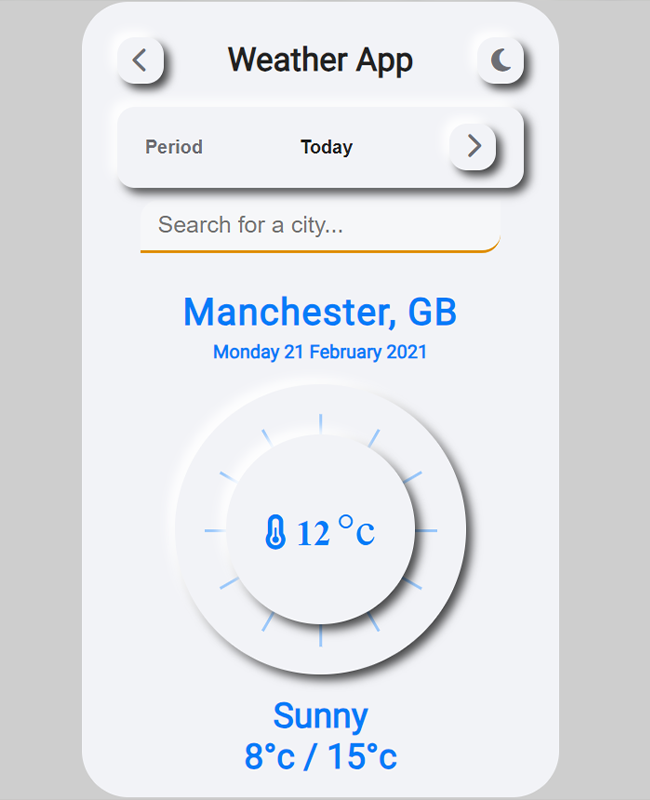 Weather App
Period Today
Search for a city...
Manchester, GB
Monday 21 February 2021
12 °c
Sunny
8°c / 15°c